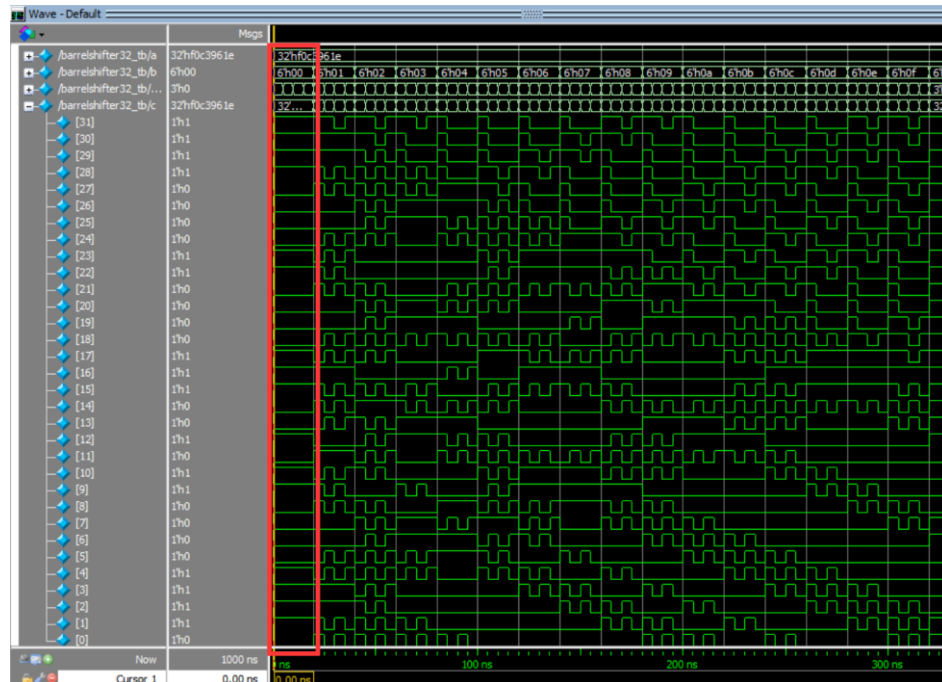 Wave - Default
Msgs
/barrelshifter32_tb/a 32'hf0c3961e 32'hf0c3961e
/barrelshifter32_tb/b 6'h00 6'h00 6'h01 6'h02 6'h03 6'h04 6'h05 6'h06 6'h07 6'h08 6'h09 6'h0a 6'h0b 6'h0c 6'h0d 6'h0e 6'h0f
/barrelshifter32_tb/... 3'h0
/barrelshifter32_tb/c 32'hf0c3961e 32'...
[31] 1'h1
[30] 1'h1
[29] 1'h1
[28] 1'h1
[27] 1'h0
[26] 1'h0
[25] 1'h0
[24] 1'h0
[23] 1'h1
[22] 1'h1
[21] 1'h0
[20] 1'h0
[19] 1'h0
[18] 1'h0
[17] 1'h1
[16] 1'h1
[15] 1'h1
[14] 1'h0
[13] 1'h0
[12] 1'h1
[11] 1'h0
[10] 1'h1
[9] 1'h1
[8] 1'h0
[7] 1'h0
[6] 1'h0
[5] 1'h0
[4] 1'h1
[3] 1'h1
[2] 1'h1
[1] 1'h1
[0] 1'h0
Now 1000 ns ns 100 ns 200 ns 300 ns
Cursor 1 0.00 ns 0.00 ns